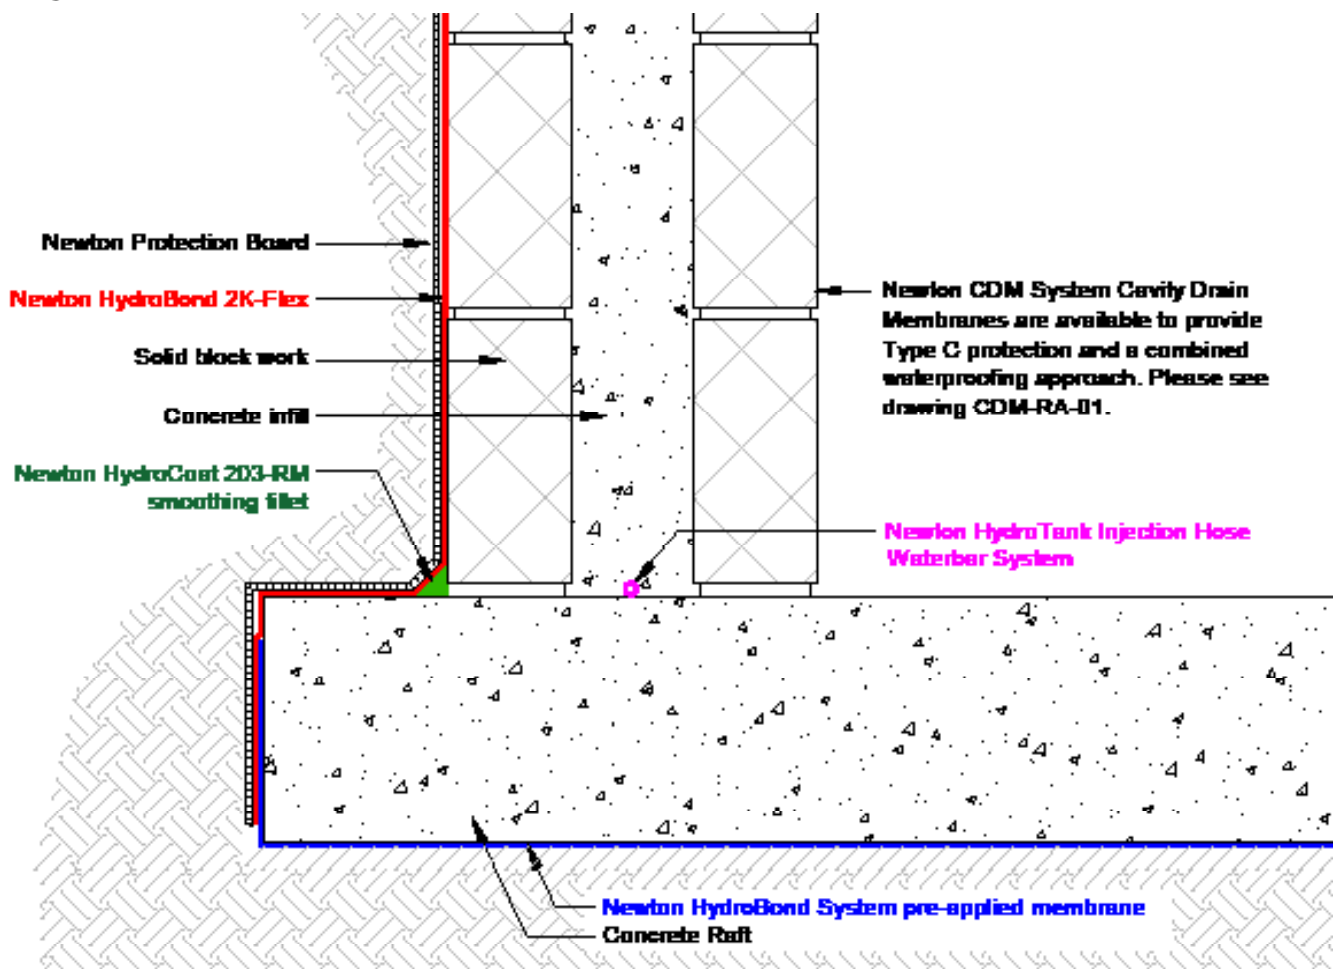 Newton Protection Board
Newton HydroBond 2K-Flex
Solid block work
Concrete infill
Newton HydroCoat 203-RM
smoothing fillet
Newton CDM System Cavity Drain
Membranes are available to provide
Type C protection and a combined
waterproofing approach. Please see
drawing CDM-RA-01.
Newton HydroTank Injection Hose
Waterbar System
Newton HydroBond System pre-applied membrane
Concrete Raft